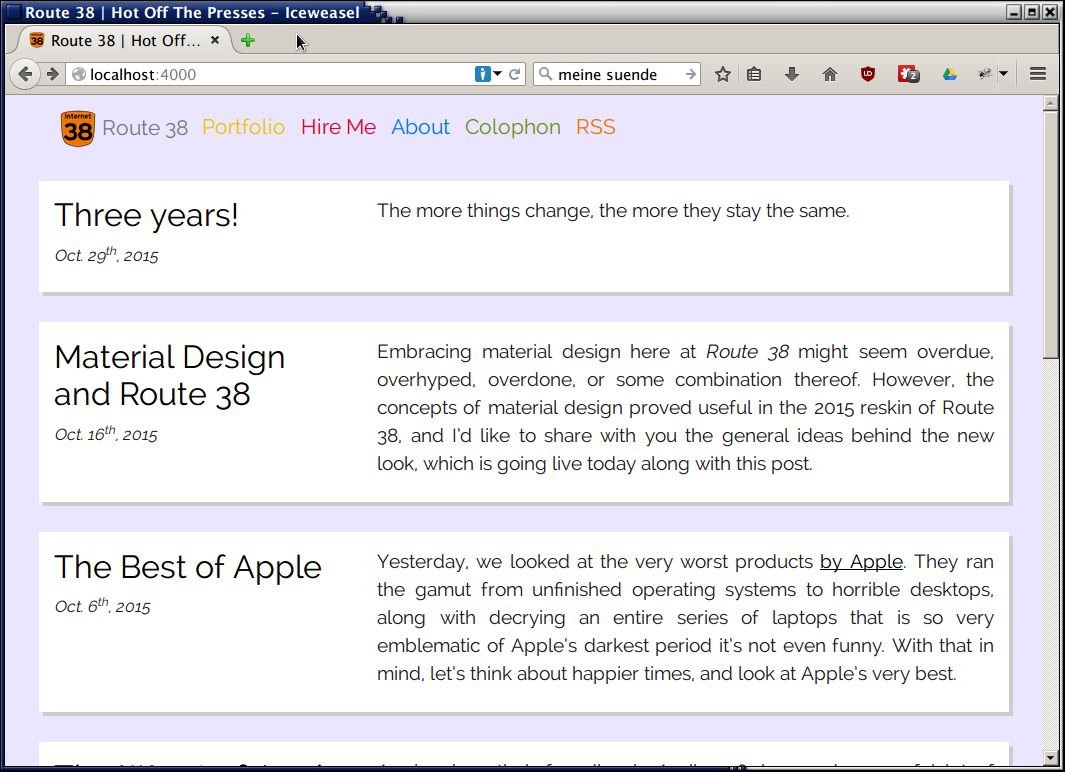 Route 38 | Hot Off The Presses - Iceweasel
38 Route 38 | Hot Off...
localhost:4000
meine suende
UD
2
Internet
38
Route 38 Portfolio Hire Me About Colophon RSS
Three years!
Oct. 29th, 2015
The more things change, the more they stay the same.
Material Design
and Route 38
Oct. 16th, 2015
Embracing material design here at Route 38 might seem overdue,
overhyped, overdone, or some combination thereof. However, the
concepts of material design proved useful in the 2015 reskin of Route
38, and I'd like to share with you the general ideas behind the new
look, which is going live today along with this post.
The Best of Apple
Oct. 6th, 2015
Yesterday, we looked at the very worst products by Apple. They ran
the gamut from unfinished operating systems to horrible desktops,
along with decrying an entire series of laptops that is so very
emblematic of Apple's darkest period it's not even funny. With that in
mind, let's think about happier times, and look at Apple's very best.